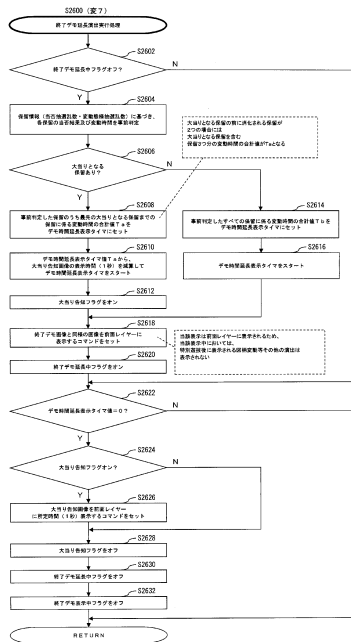 S2600（変7）
終了デモ延長演出実行処理
S2602
終了デモ延長中フラグオフ？
N
Y
S2604
保留情報（当否抽選乱数・変動態様抽選乱数）に基づき、
各保留の当否結果及び変動時間を事前判定
S2606
大当りとなる
保留あり？
N
Y
大当りとなる保留の前に消化される保留が
2つの場合には
大当りとなる保留を含む
保留3つ分の変動時間の合計値がTaとなる
S2608
事前判定した保留のうち最先の大当りとなる保留までの
保留に係る変動時間の合計値Ｔａを
デモ時間延長表示タイマにセット
S2614
事前判定したすべての保留に係る変動時間の合計値Ｔｂを
デモ時間延長表示タイマにセット
S2610
デモ時間延長表示タイマ値Ｔａから、
大当り告知画像の表示時間（1秒）を減算して
デモ時間延長表示タイマをスタート
S2616
デモ時間延長表示タイマをスタート
S2612
大当り告知フラグをオン
S2618
終了デモ画像と同様の画像を前面レイヤーに
表示するコマンドをセット
当該表示は前面レイヤーに表示されるため、
当該表示中においては、
特別遊技後に表示される図柄変動等その他の演出は
表示されない
S2620
終了デモ延長中フラグをオン
S2622
デモ時間延長表示タイマ値＝0？
N
Y
S2624
大当り告知フラグオン？
N
Y
S2626
大当り告知画像を前面レイヤー
に所定時間（1秒）表示するコマンドをセット
S2628
大当り告知フラグをオフ
S2630
終了デモ延長中フラグをオフ
S2632
終了デモ表示中フラグをオフ
RETURN